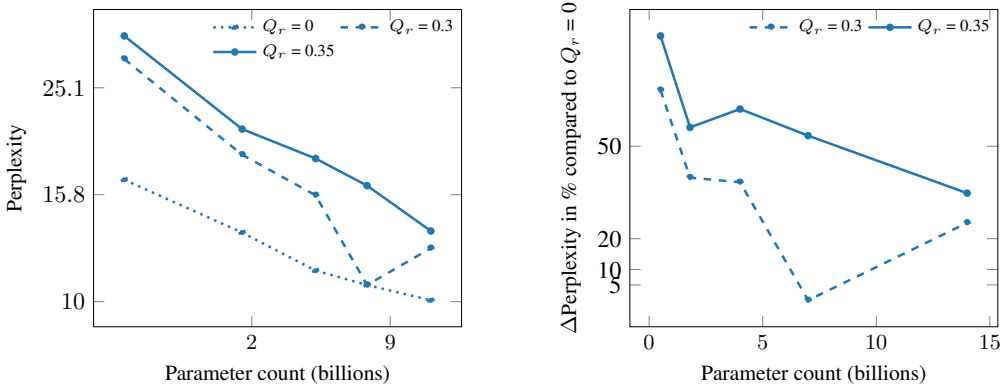 Q_r = 0 Q_r = 0.3
Q_r = 0.35
25.1
15.8
10
Perplexity
2 9
Parameter count (billions)
Q_r = 0.3 Q_r = 0.35
50
20
10
5
ΔPerplexity in % compared to Q_r = 0
0 5 10 15
Parameter count (billions)